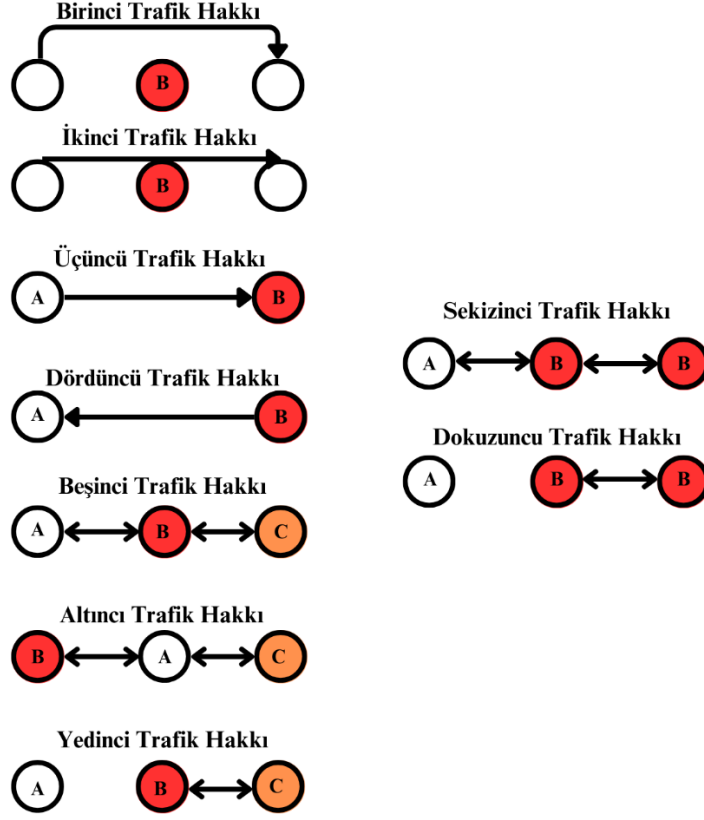 Birinci Trafik Hakkı
B
İkinci Trafik Hakkı
B
Üçüncü Trafik Hakkı
A B
Dördüncü Trafik Hakkı
A B
Beşinci Trafik Hakkı
A B C
Altıncı Trafik Hakkı
B A C
Yedinci Trafik Hakkı
A B C
Sekizinci Trafik Hakkı
A B B
Dokuzuncu Trafik Hakkı
A B B